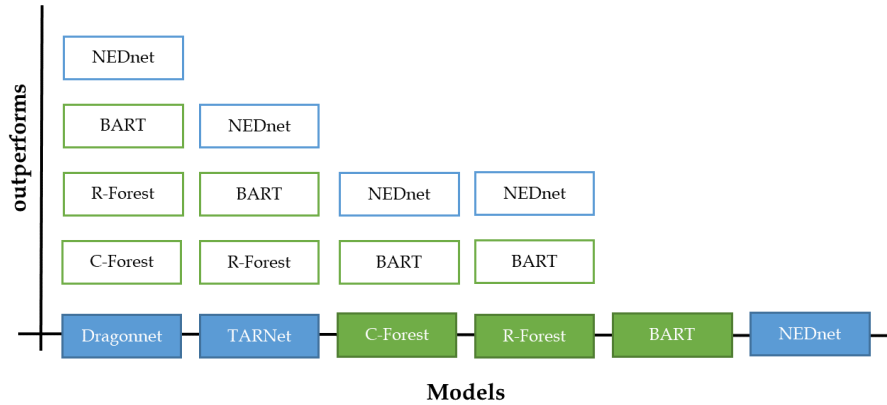 NEDnet
BART NEDnet
R-Forest BART NEDnet NEDnet
C-Forest R-Forest BART BART
outperforms
Dragonnet TARNet C-Forest R-Forest BART NEDnet
Models